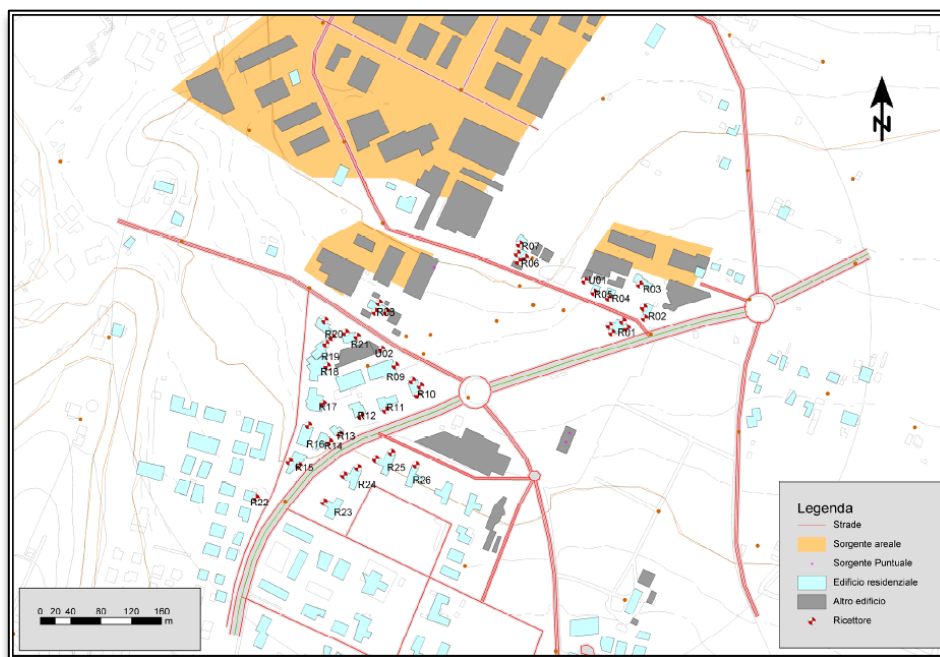 N
R07
R06
U01
R03
R05
R04
R02
R01
R20
R21
U02
R19
R18
R09
R10
R17
R12
R11
R13
R16
R14
R15
R25
R24
R26
R22
R23
Legenda
Strade
Sorgente areale
Sorgente Puntuale
Edificio residenziale
Altro edificio
Ricettore
0 20 40 80 120 160
m